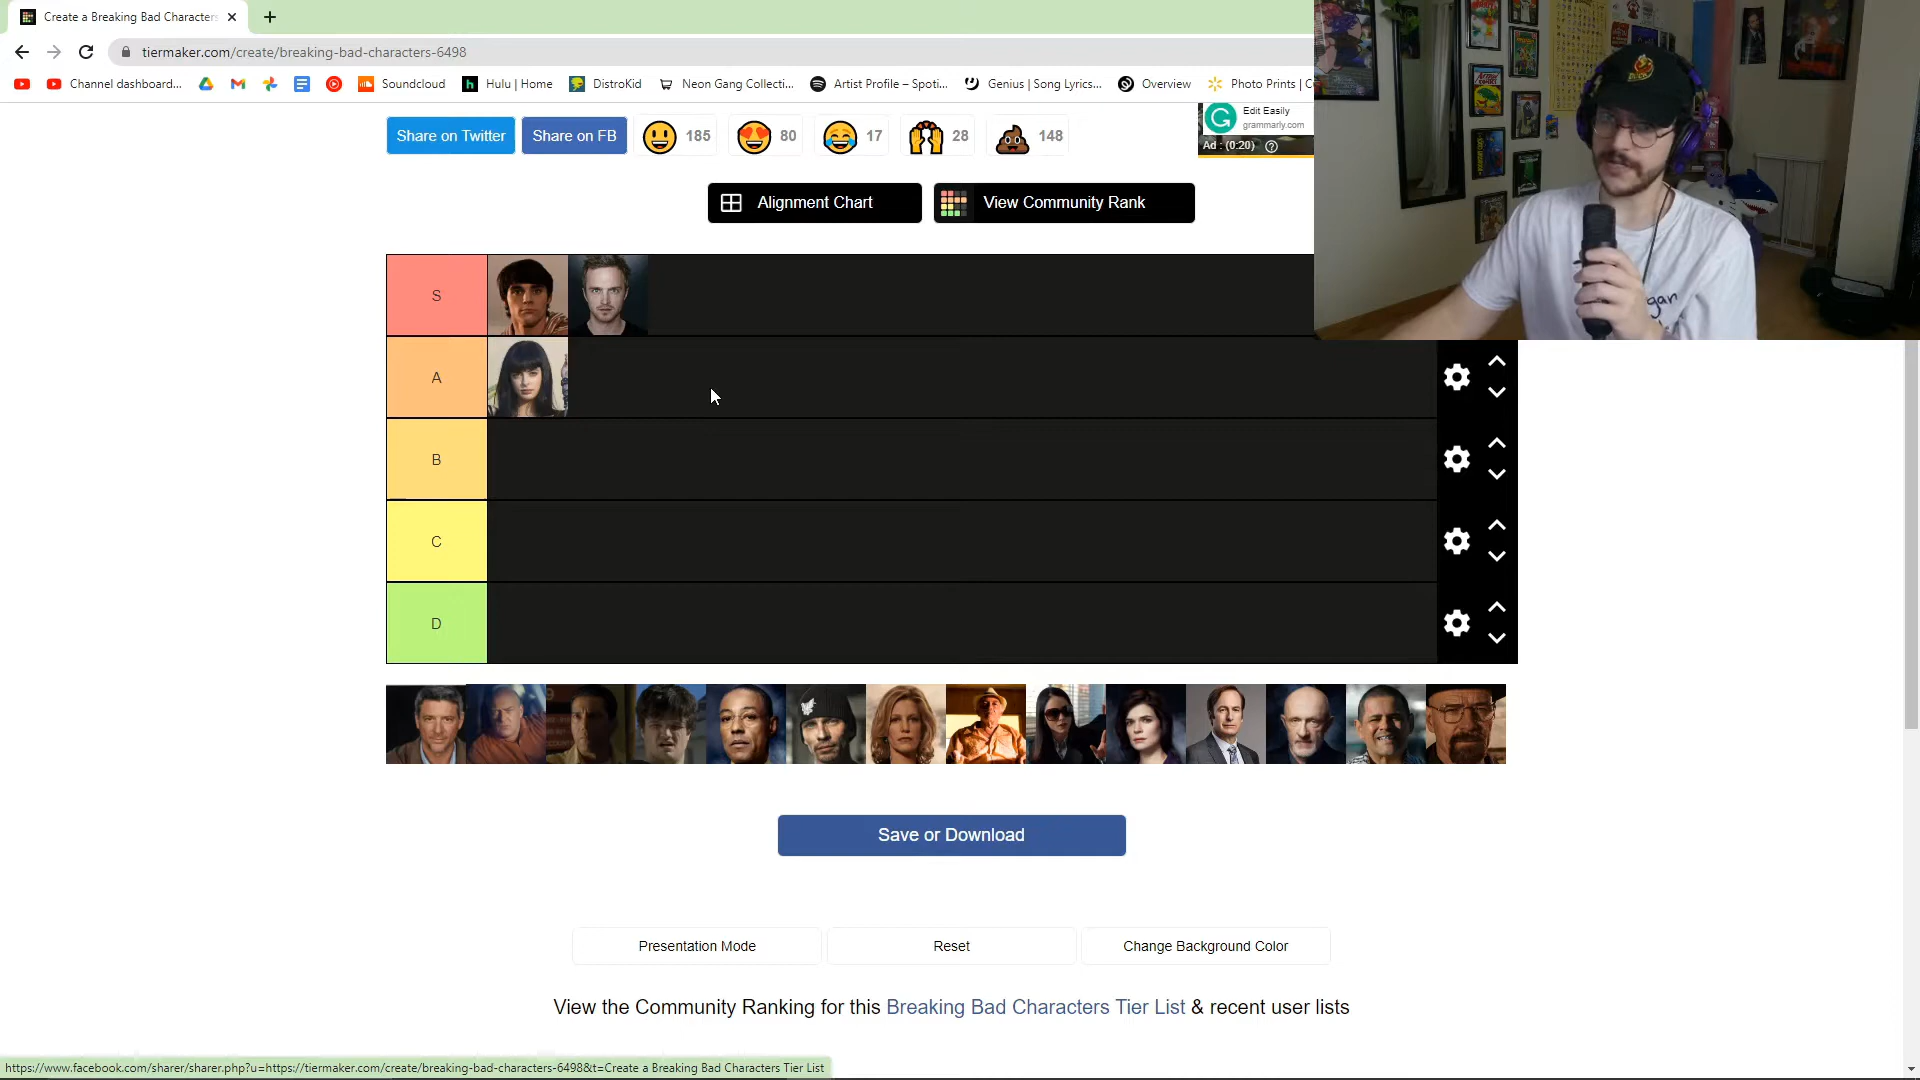 Create a Breaking Bad Characters
tiermaker.com/create/breaking-bad-characters-6498
Channel dashboard... Soundcloud Hulu | Home DistroKid Neon Gang Collecti... Artist Profile – Spoti... Genius | Song Lyrics... Overview Photo Prints | C
Share on Twitter Share on FB 185 80 17 28 148
Edit Easily
grammarly.com
Ad : (0:20)
Alignment Chart View Community Rank
S
A
B
C
D
Save or Download
Presentation Mode Reset Change Background Color
View the Community Ranking for this Breaking Bad Characters Tier List & recent user lists
https://www.facebook.com/sharer/sharer.php?u=https://tiermaker.com/create/breaking-bad-characters-6498&t=Create a Breaking Bad Characters Tier List